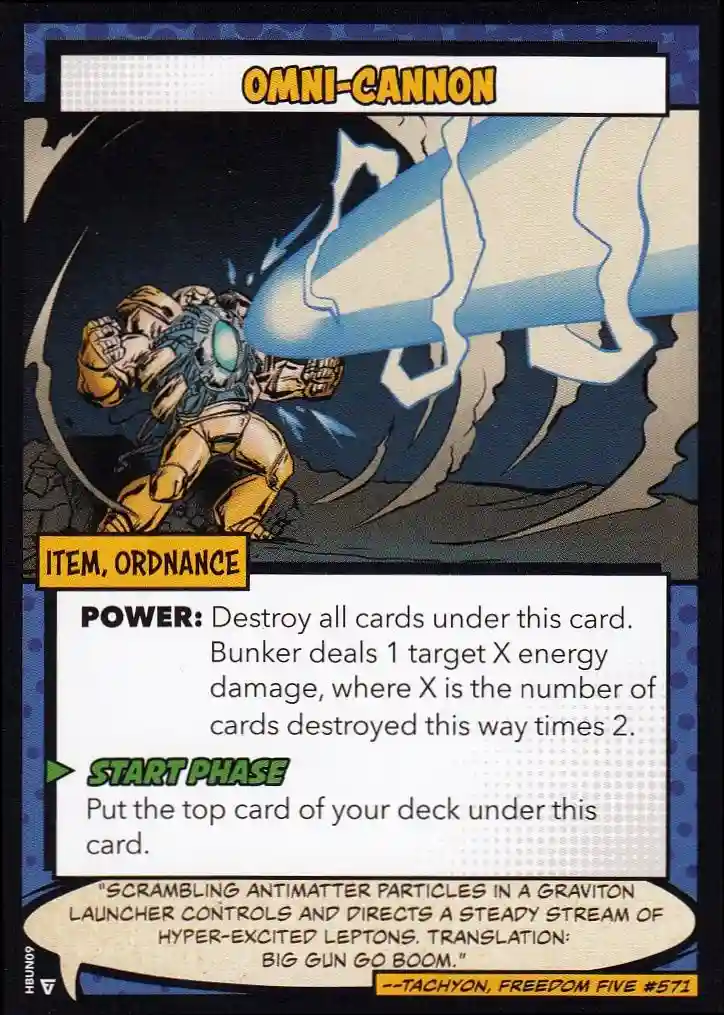 OMNI-CANNON
ITEM, ORDNANCE
POWER: Destroy all cards under this card.
Bunker deals 1 target X energy
damage, where X is the number of
cards destroyed this way times 2.
START PHASE
Put the top card of your deck under this
card.
"SCRAMBLING ANTIMATTER PARTICLES IN A GRAVITON
LAUNCHER CONTROLS AND DIRECTS A STEADY STREAM OF
HYPER-EXCITED LEPTONS. TRANSLATION:
BIG GUN GO BOOM."
--TACHYON, FREEDOM FIVE #571
HBUN09